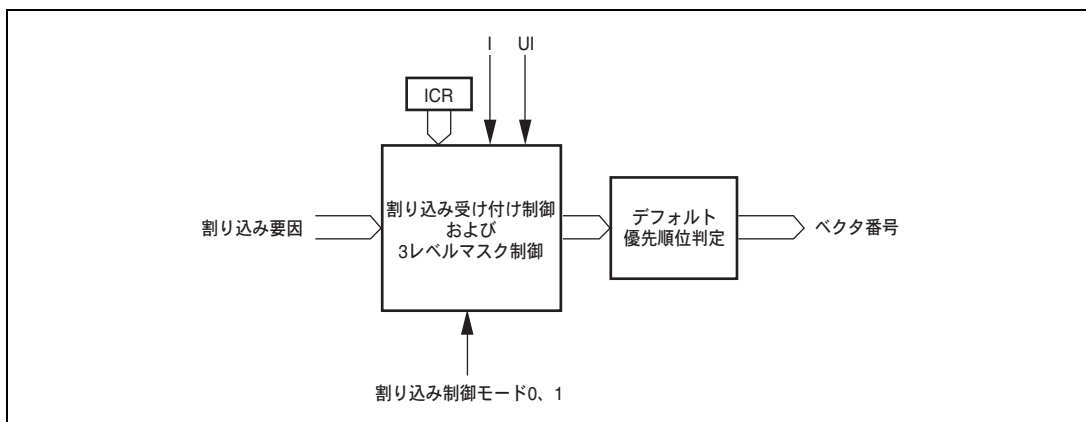 I
UI
ICR
割り込み要因
割り込み受け付け制御
および
3レベルマスク制御
デフォルト
優先順位判定
ベクタ番号
割り込み制御モード0、1